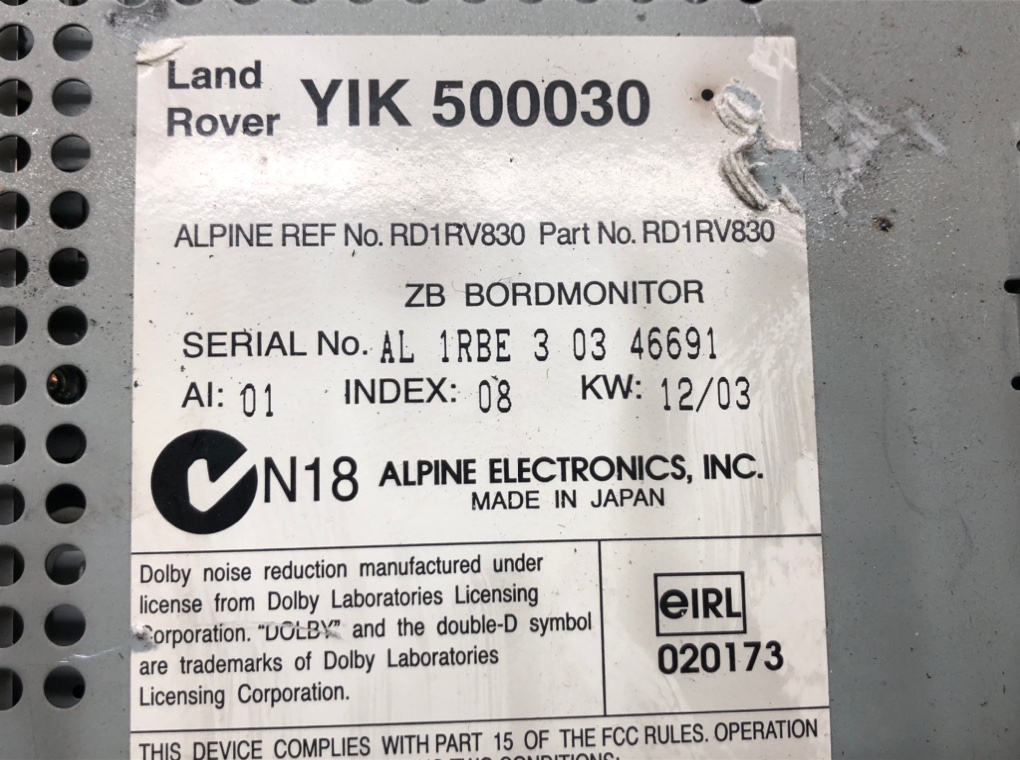 Land
Rover
YIK 500030
ALPINE REF No. RD1RV830 Part No. RD1RV830
ZB BORDMONITOR
SERIAL No. AL 1RBE 3 03 46691
AI: 01 INDEX: 08 KW: 12/03
N18 ALPINE ELECTRONICS, INC.
MADE IN JAPAN
Dolby noise reduction manufactured under
license from Dolby Laboratories Licensing
Corporation. "DOLBY" and the double-D symbol
are trademarks of Dolby Laboratories
Licensing Corporation.
eIRL
020173
THIS DEVICE COMPLIES WITH PART 15 OF THE FCC RULES. OPERATION
TWO CONDITIONS: